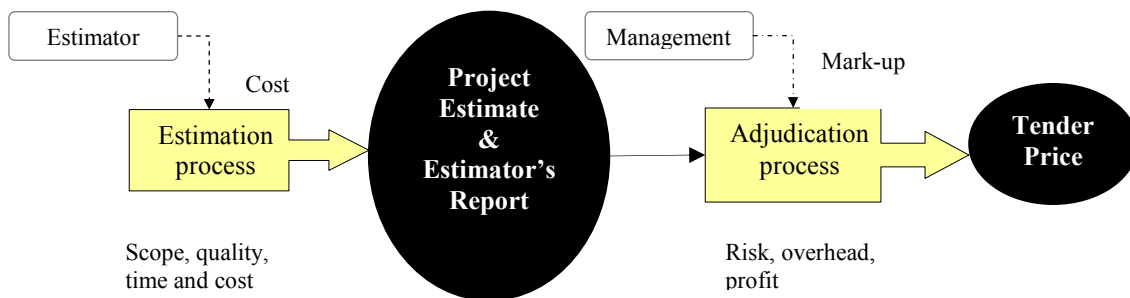 Estimator
Cost
Estimation
process
Scope, quality,
time and cost
Project
Estimate
&
Estimator’s
Report
Management
Mark-up
Adjudication
process
Risk, overhead,
profit
Tender
Price